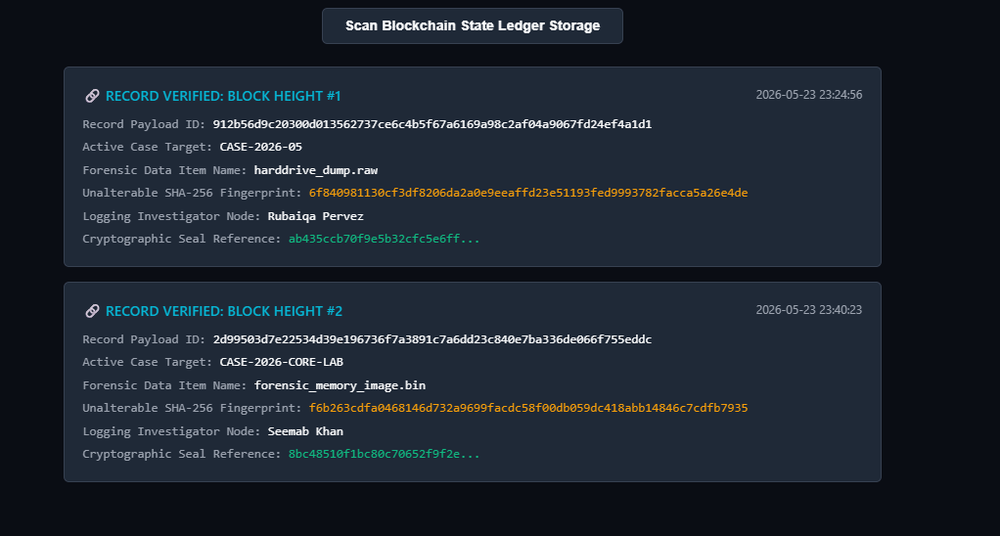 Scan Blockchain State Ledger Storage
RECORD VERIFIED: BLOCK HEIGHT #1
2026-05-23 23:24:56
Record Payload ID: 912b56d9c20300d013562737ce6c4b5f67a6169a98c2af04a9067fd24ef4a1d1
Active Case Target: CASE-2026-05
Forensic Data Item Name: harddrive_dump.raw
Unalterable SHA-256 Fingerprint: 6f840981130cf3df8206da2a0e9eeaffd23e51193fed9993782facca5a26e4de
Logging Investigator Node: Rubaiqa Pervez
Cryptographic Seal Reference: ab435ccb70f9e5b32cfc5e6ff...
RECORD VERIFIED: BLOCK HEIGHT #2
2026-05-23 23:40:23
Record Payload ID: 2d99503d7e22534d39e196736f7a3891c7a6dd23c840e7ba336de066f755eddc
Active Case Target: CASE-2026-CORE-LAB
Forensic Data Item Name: forensic_memory_image.bin
Unalterable SHA-256 Fingerprint: f6b263cdfa0468146d732a9699facdc58f00db059dc418abb14846c7cdfb7935
Logging Investigator Node: Seemab Khan
Cryptographic Seal Reference: 8bc48510f1bc80c70652f9f2e...